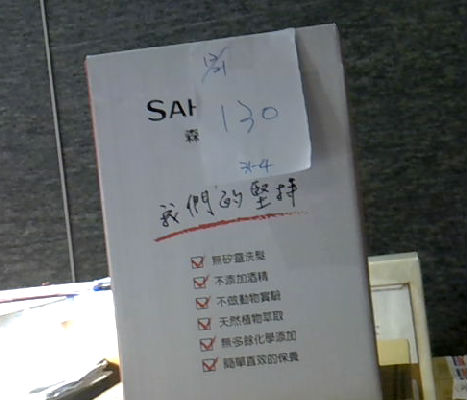 130
SAH
森
我們的堅持
無矽靈洗髮
不添加酒精
不做動物實驗
天然植物萃取
無多餘化學添加
簡單直效的保養